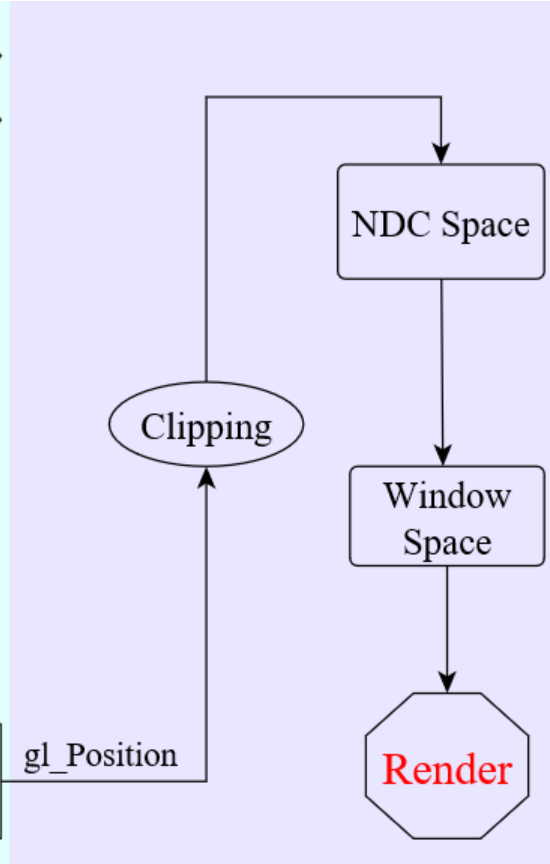 NDC Space
Clipping
Window
Space
gl_Position
Render